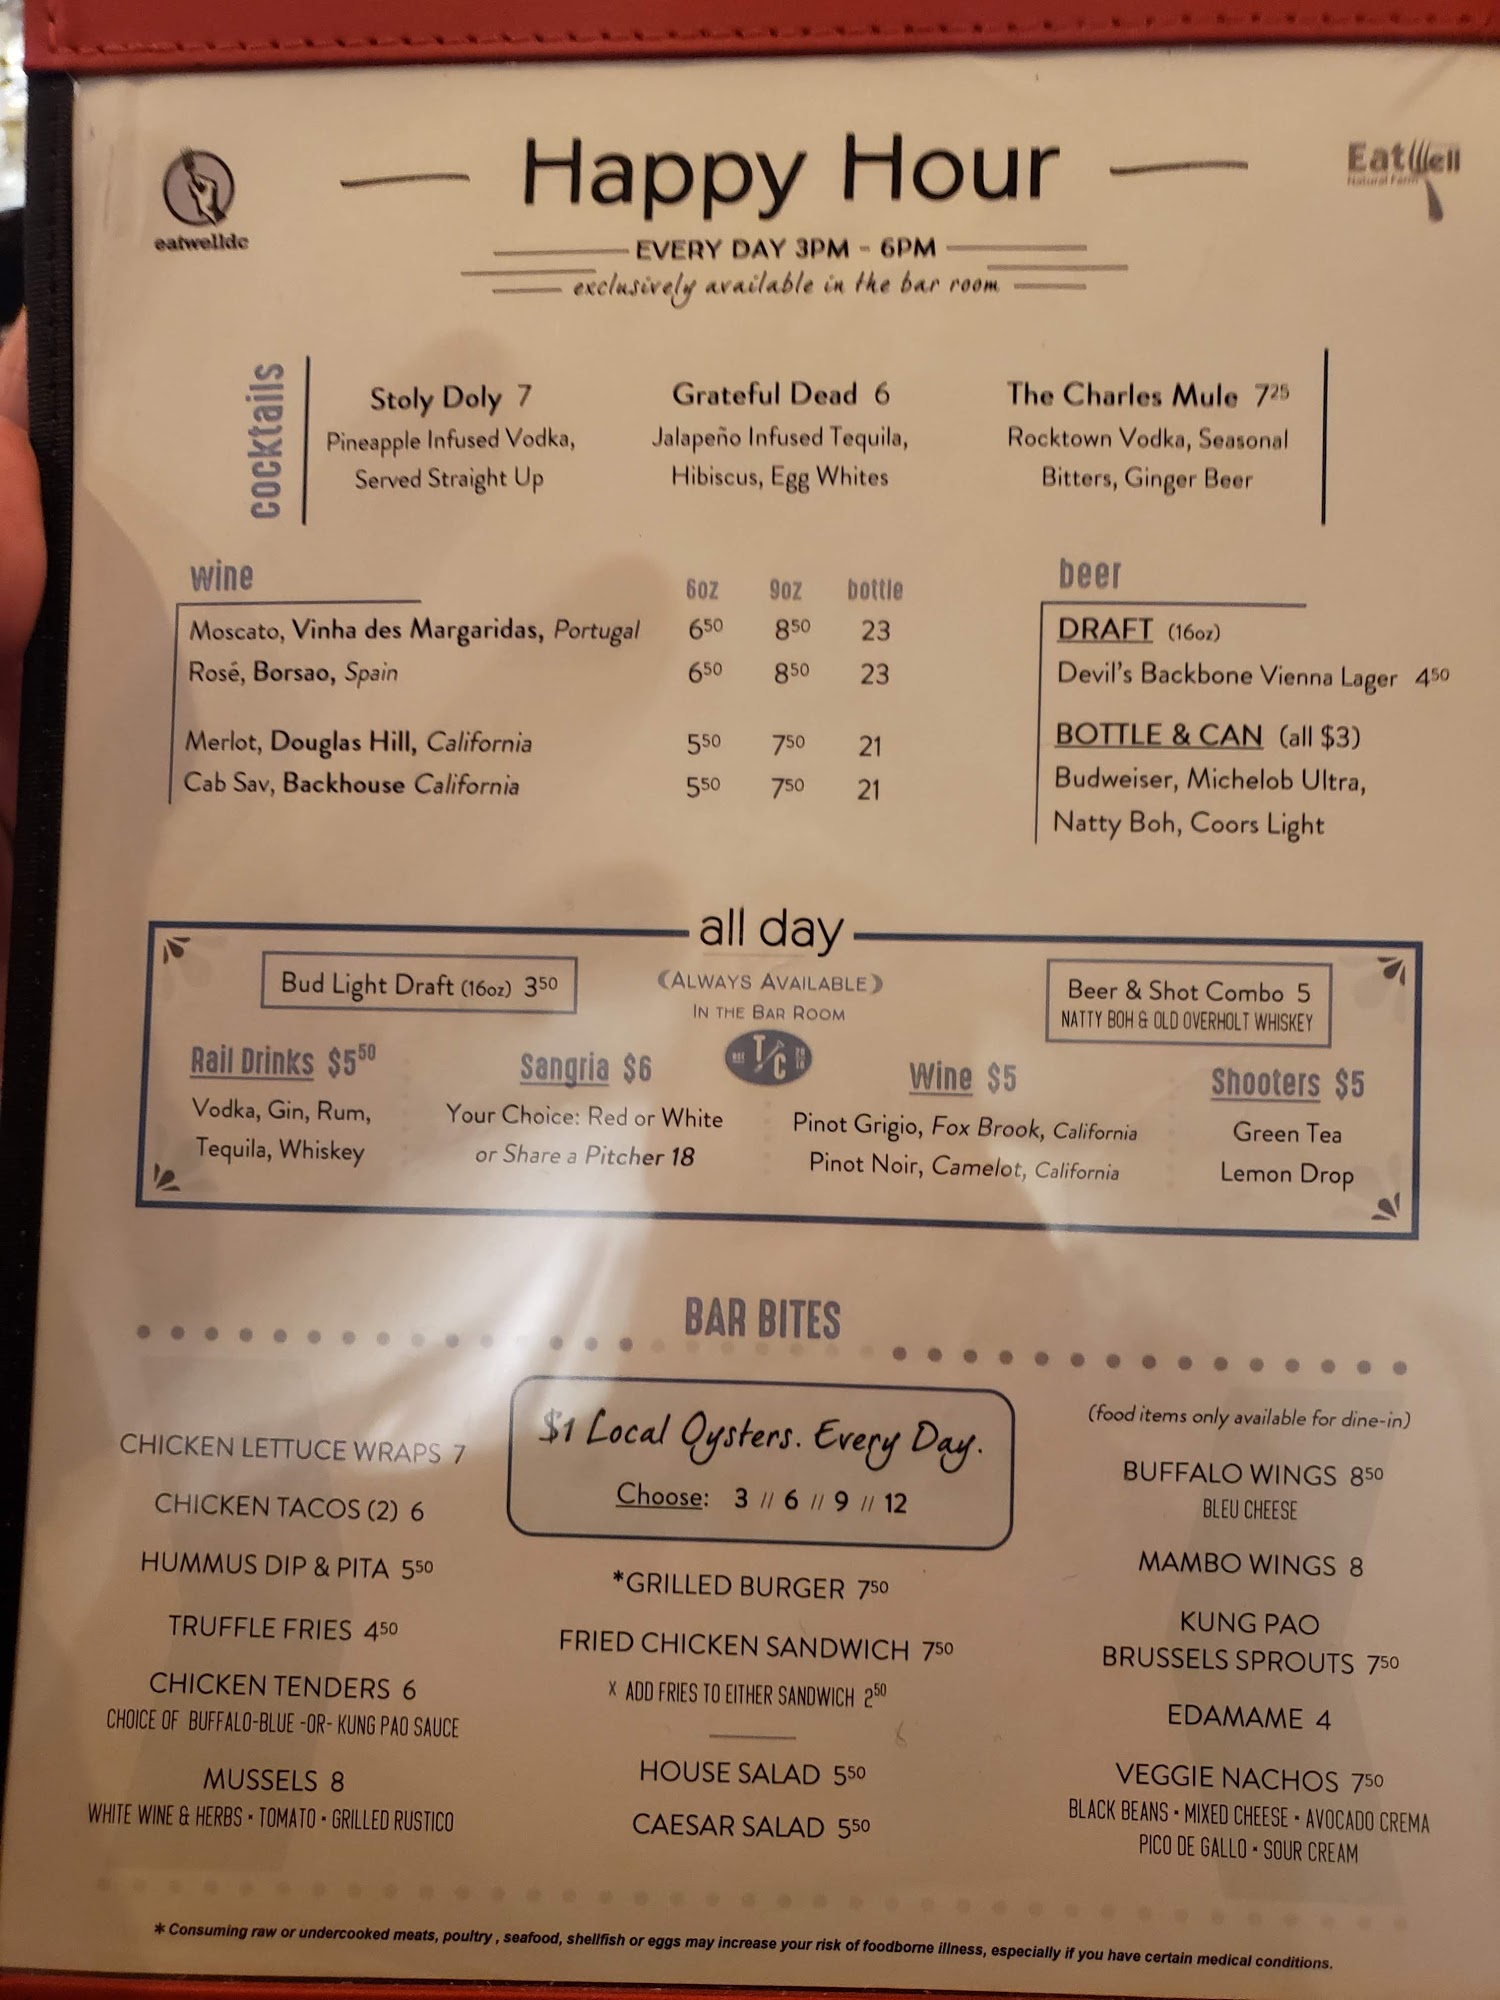 eatwelldc
Happy Hour
EatWell
Natural Farm
EVERY DAY 3PM - 6PM
exclusively available in the bar room
cocktails
Stoly Doly 7
Pineapple Infused Vodka,
Served Straight Up
Grateful Dead 6
Jalapeño Infused Tequila,
Hibiscus, Egg Whites
The Charles Mule 7²⁵
Rocktown Vodka, Seasonal
Bitters, Ginger Beer
wine 6oz 9oz bottle
Moscato, Vinha des Margaridas, Portugal 6⁵⁰ 8⁵⁰ 23
Rosé, Borsao, Spain 6⁵⁰ 8⁵⁰ 23
Merlot, Douglas Hill, California 5⁵⁰ 7⁵⁰ 21
Cab Sav, Backhouse California 5⁵⁰ 7⁵⁰ 21
beer
DRAFT (16oz)
Devil's Backbone Vienna Lager 4⁵⁰
BOTTLE & CAN (all $3)
Budweiser, Michelob Ultra,
Natty Boh, Coors Light
all day
(ALWAYS AVAILABLE)
IN THE BAR ROOM
T/C
Bud Light Draft (16oz) 3⁵⁰
Beer & Shot Combo 5
NATTY BOH & OLD OVERHOLT WHISKEY
Rail Drinks $5⁵⁰
Vodka, Gin, Rum,
Tequila, Whiskey
Sangria $6
Your Choice: Red or White
or Share a Pitcher 18
Wine $5
Pinot Grigio, Fox Brook, California
Pinot Noir, Camelot, California
Shooters $5
Green Tea
Lemon Drop
BAR BITES
CHICKEN LETTUCE WRAPS 7
CHICKEN TACOS (2) 6
HUMMUS DIP & PITA 5⁵⁰
TRUFFLE FRIES 4⁵⁰
CHICKEN TENDERS 6
CHOICE OF BUFFALO-BLUE -OR- KUNG PAO SAUCE
MUSSELS 8
WHITE WINE & HERBS • TOMATO • GRILLED RUSTICO
$1 Local Oysters. Every Day.
Choose: 3 // 6 // 9 // 12
*GRILLED BURGER 7⁵⁰
FRIED CHICKEN SANDWICH 7⁵⁰
X ADD FRIES TO EITHER SANDWICH 2⁵⁰
HOUSE SALAD 5⁵⁰
CAESAR SALAD 5⁵⁰
(food items only available for dine-in)
BUFFALO WINGS 8⁵⁰
BLEU CHEESE
MAMBO WINGS 8
KUNG PAO
BRUSSELS SPROUTS 7⁵⁰
EDAMAME 4
VEGGIE NACHOS 7⁵⁰
BLACK BEANS • MIXED CHEESE • AVOCADO CREMA
PICO DE GALLO • SOUR CREAM
* Consuming raw or undercooked meats, poultry , seafood, shellfish or eggs may increase your risk of foodborne illness, especially if you have certain medical conditions.